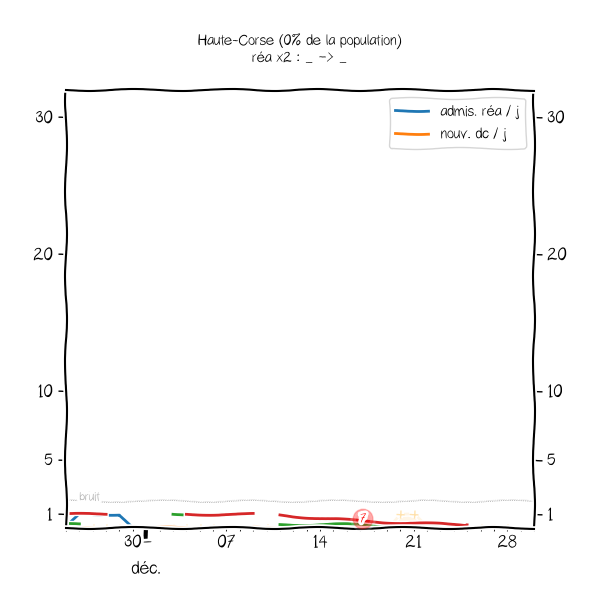 Haute-Corse (0% de la population)
réa x2 : _ -> _
admis. réa / j
nouv. dc / j
30 30
20 20
10 10
5 5
bruit
1 1
7
30 07 14 21 28
déc.